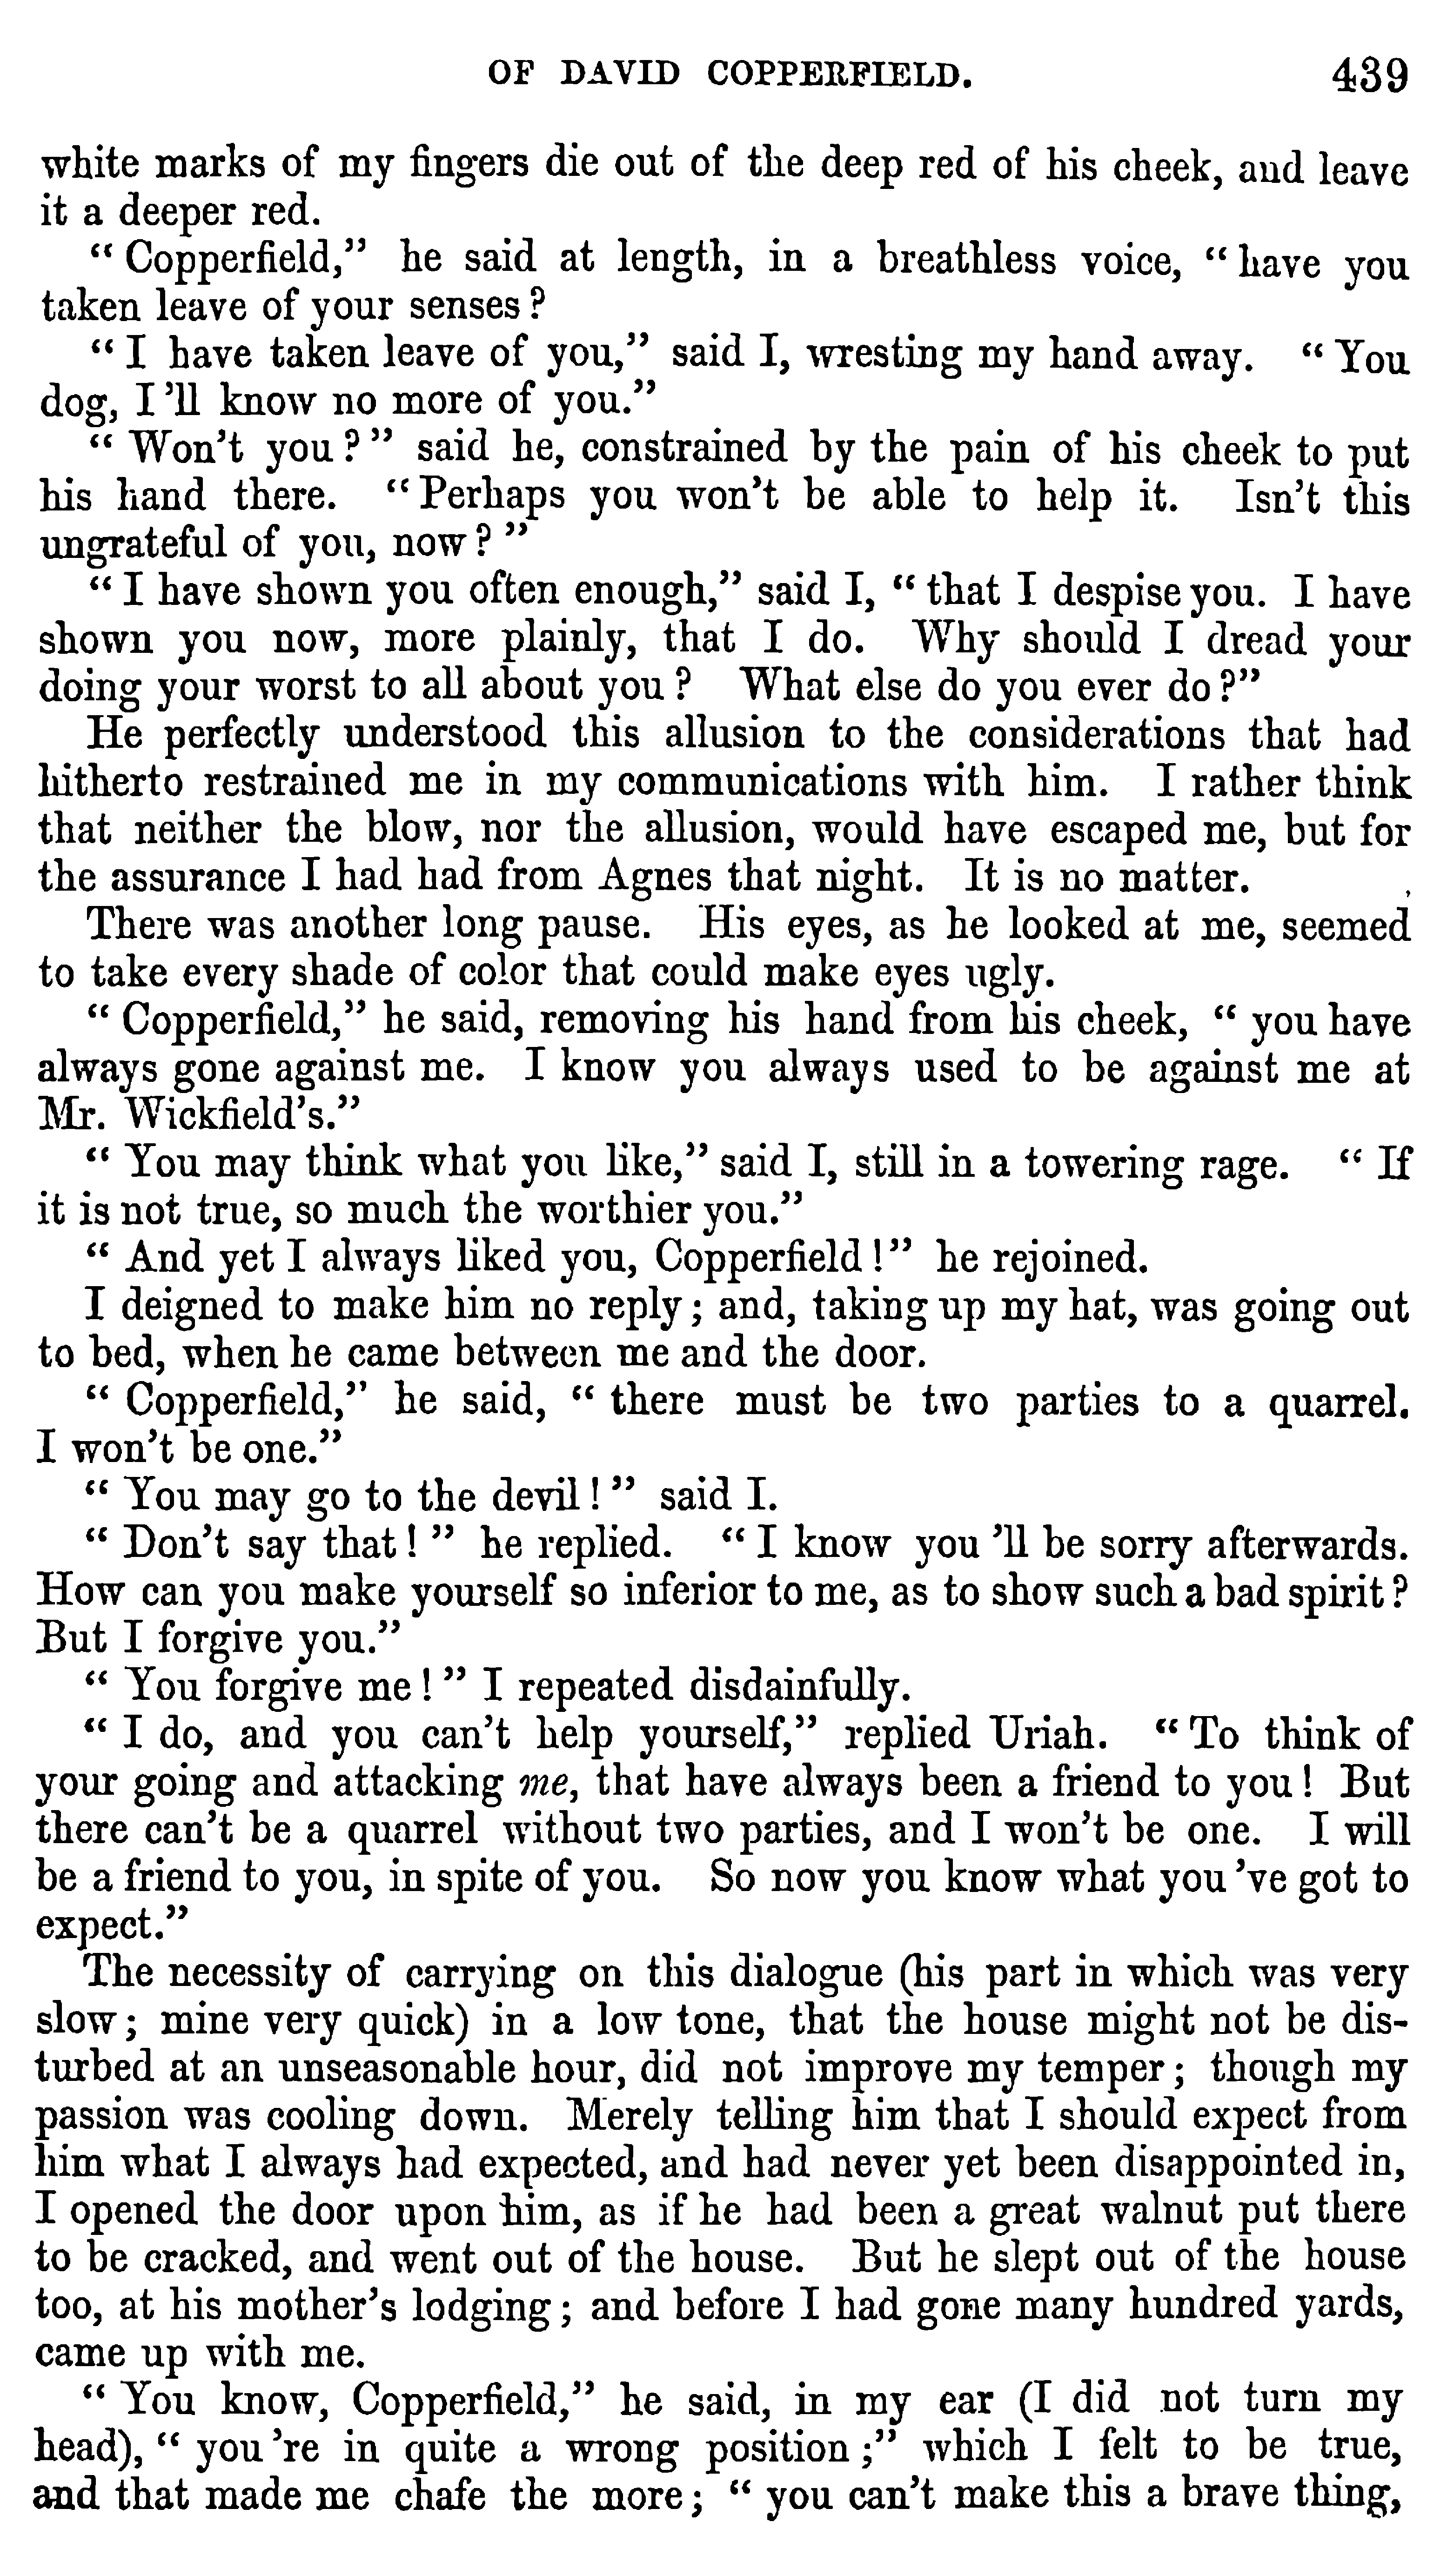 OF DAVID COPPERFIELD. 439
white marks of my fingers die out of the deep red of his cheek, and leave
it a deeper red.
“ Copperfield,” he said at length, in a breathless voice, “ have you
taken leave of your senses ?
“ I have taken leave of you,” said I, wresting my hand away. “ You
dog, I ’ll know no more of you.”
“ Won’t you ? ” said he, constrained by the pain of his cheek to put
his hand there. “ Perhaps you won’t be able to help it. Isn’t this
ungrateful of you, now ? ”
“ I have shown you often enough,” said I, “ that I despise you. I have
shown you now, more plainly, that I do. Why should I dread your
doing your worst to all about you ? What else do you ever do ?”
He perfectly understood this allusion to the considerations that had
hitherto restrained me in my communications with him. I rather think
that neither the blow, nor the allusion, would have escaped me, but for
the assurance I had had from Agnes that night. It is no matter.
There was another long pause. His eyes, as he looked at me, seemed
to take every shade of color that could make eyes ugly.
“ Copperfield,” he said, removing his hand from his cheek, “ you have
always gone against me. I know you always used to be against me at
Mr. Wickfield’s.”
“ You may think what you like,” said I, still in a towering rage. “ If
it is not true, so much the worthier you.”
“ And yet I always liked you, Copperfield !” he rejoined.
I deigned to make him no reply ; and, taking up my hat, was going out
to bed, when he came between me and the door.
“ Copperfield,” he said, “ there must be two parties to a quarrel.
I won’t be one.”
“ You may go to the devil ! ” said I.
“ Don’t say that ! ” he replied. “ I know you ’ll be sorry afterwards.
How can you make yourself so inferior to me, as to show such a bad spirit ?
But I forgive you.”
“ You forgive me ! ” I repeated disdainfully.
“ I do, and you can’t help yourself,” replied Uriah. “ To think of
your going and attacking me, that have always been a friend to you ! But
there can’t be a quarrel without two parties, and I won’t be one. I will
be a friend to you, in spite of you. So now you know what you ’ve got to
expect.”
The necessity of carrying on this dialogue (his part in which was very
slow ; mine very quick) in a low tone, that the house might not be dis-
turbed at an unseasonable hour, did not improve my temper ; though my
passion was cooling down. Merely telling him that I should expect from
him what I always had expected, and had never yet been disappointed in,
I opened the door upon him, as if he had been a great walnut put there
to be cracked, and went out of the house. But he slept out of the house
too, at his mother’s lodging ; and before I had gone many hundred yards,
came up with me.
“ You know, Copperfield,” he said, in my ear (I did not turn my
head), “ you ’re in quite a wrong position ;” which I felt to be true,
and that made me chafe the more ; “ you can’t make this a brave thing,